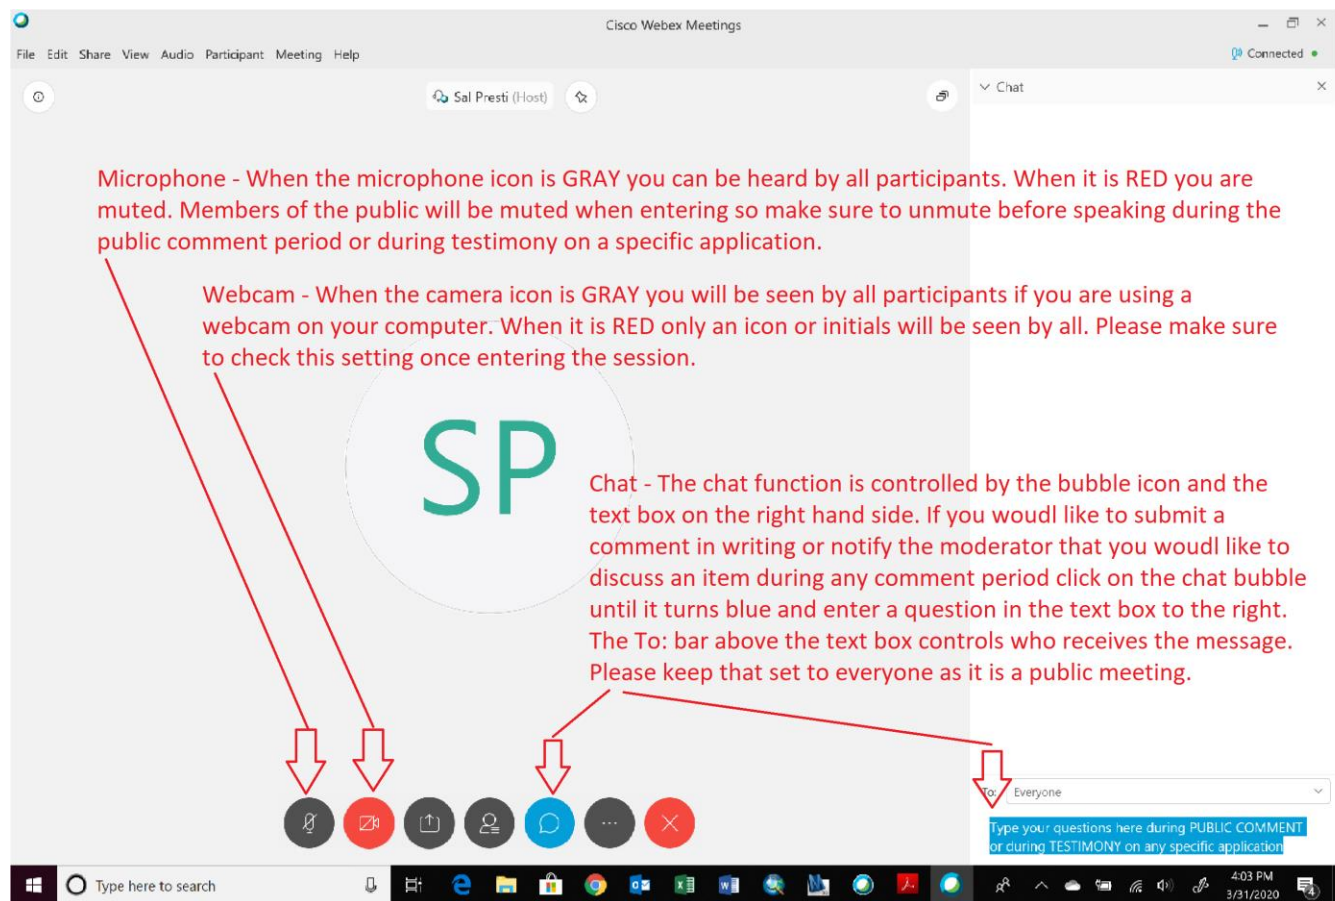 Cisco Webex Meetings
File Edit Share View Audio Participant Meeting Help
Connected
Sal Presti (Host)
Chat
Microphone - When the microphone icon is GRAY you can be heard by all participants. When it is RED you are
muted. Members of the public will be muted when entering so make sure to unmute before speaking during the
public comment period or during testimony on a specific application.
Webcam - When the camera icon is GRAY you will be seen by all participants if you are using a
webcam on your computer. When it is RED only an icon or initials will be seen by all. Please make sure
to check this setting once entering the session.
SP
Chat - The chat function is controlled by the bubble icon and the
text box on the right hand side. If you woudl like to submit a
comment in writing or notify the moderator that you woudl like to
discuss an item during any comment period click on the chat bubble
until it turns blue and enter a question in the text box to the right.
The To: bar above the text box controls who receives the message.
Please keep that set to everyone as it is a public meeting.
To: Everyone
Type your questions here during PUBLIC COMMENT
or during TESTIMONY on any specific application
Type here to search
4:03 PM
3/31/2020
4